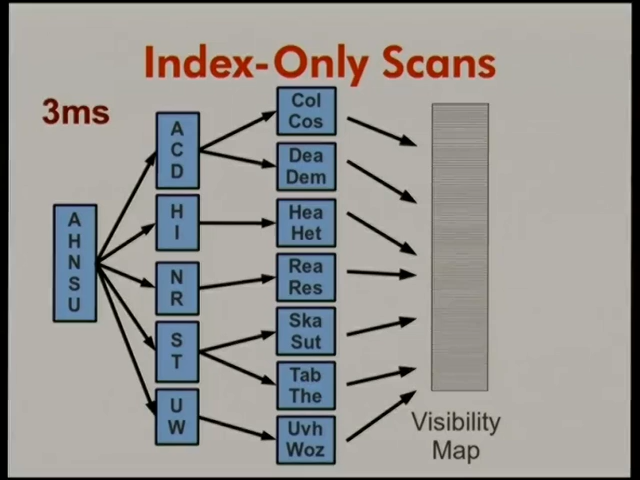 Index-Only Scans
3ms
A
H
N
S
U
A
C
D
H
I
N
R
S
T
U
W
Col
Cos
Dea
Dem
Hea
Het
Rea
Res
Ska
Sut
Tab
The
Uvh
Woz
Visibility
Map